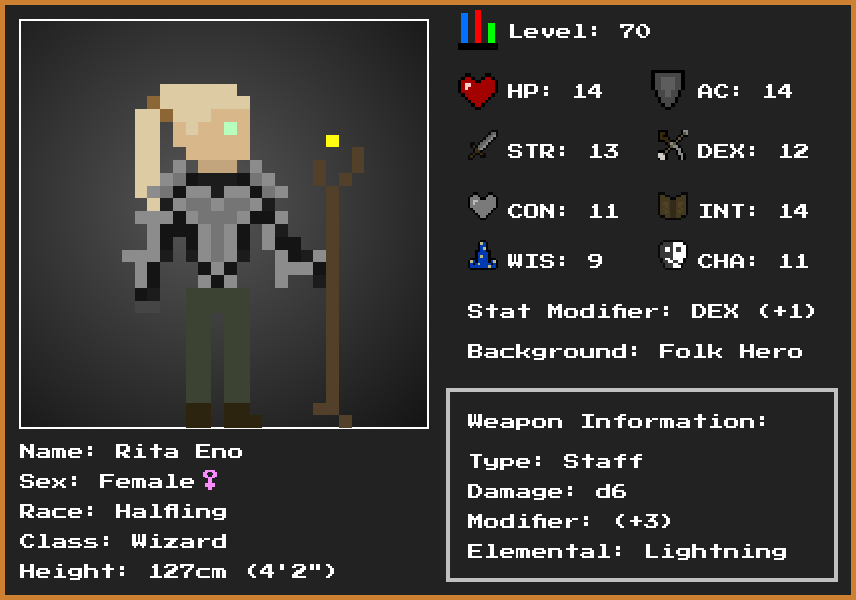 Level: 70
HP: 14
AC: 14
STR: 13
DEX: 12
CON: 11
INT: 14
WIS: 9
CHA: 11
Stat Modifier: DEX (+1)
Background: Folk Hero
Weapon Information:
Type: Staff
Damage: d6
Modifier: (+3)
Elemental: Lightning
Name: Rita Eno
Sex: Female♀
Race: Halfling
Class: Wizard
Height: 127cm (4'2")